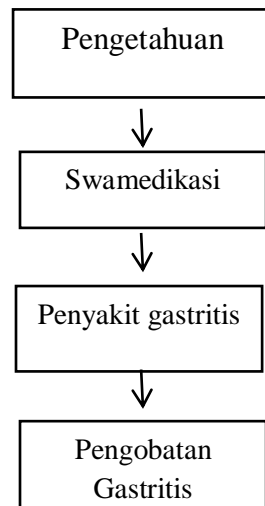 Pengetahuan
Swamedikasi
Penyakit gastritis
Pengobatan
Gastritis